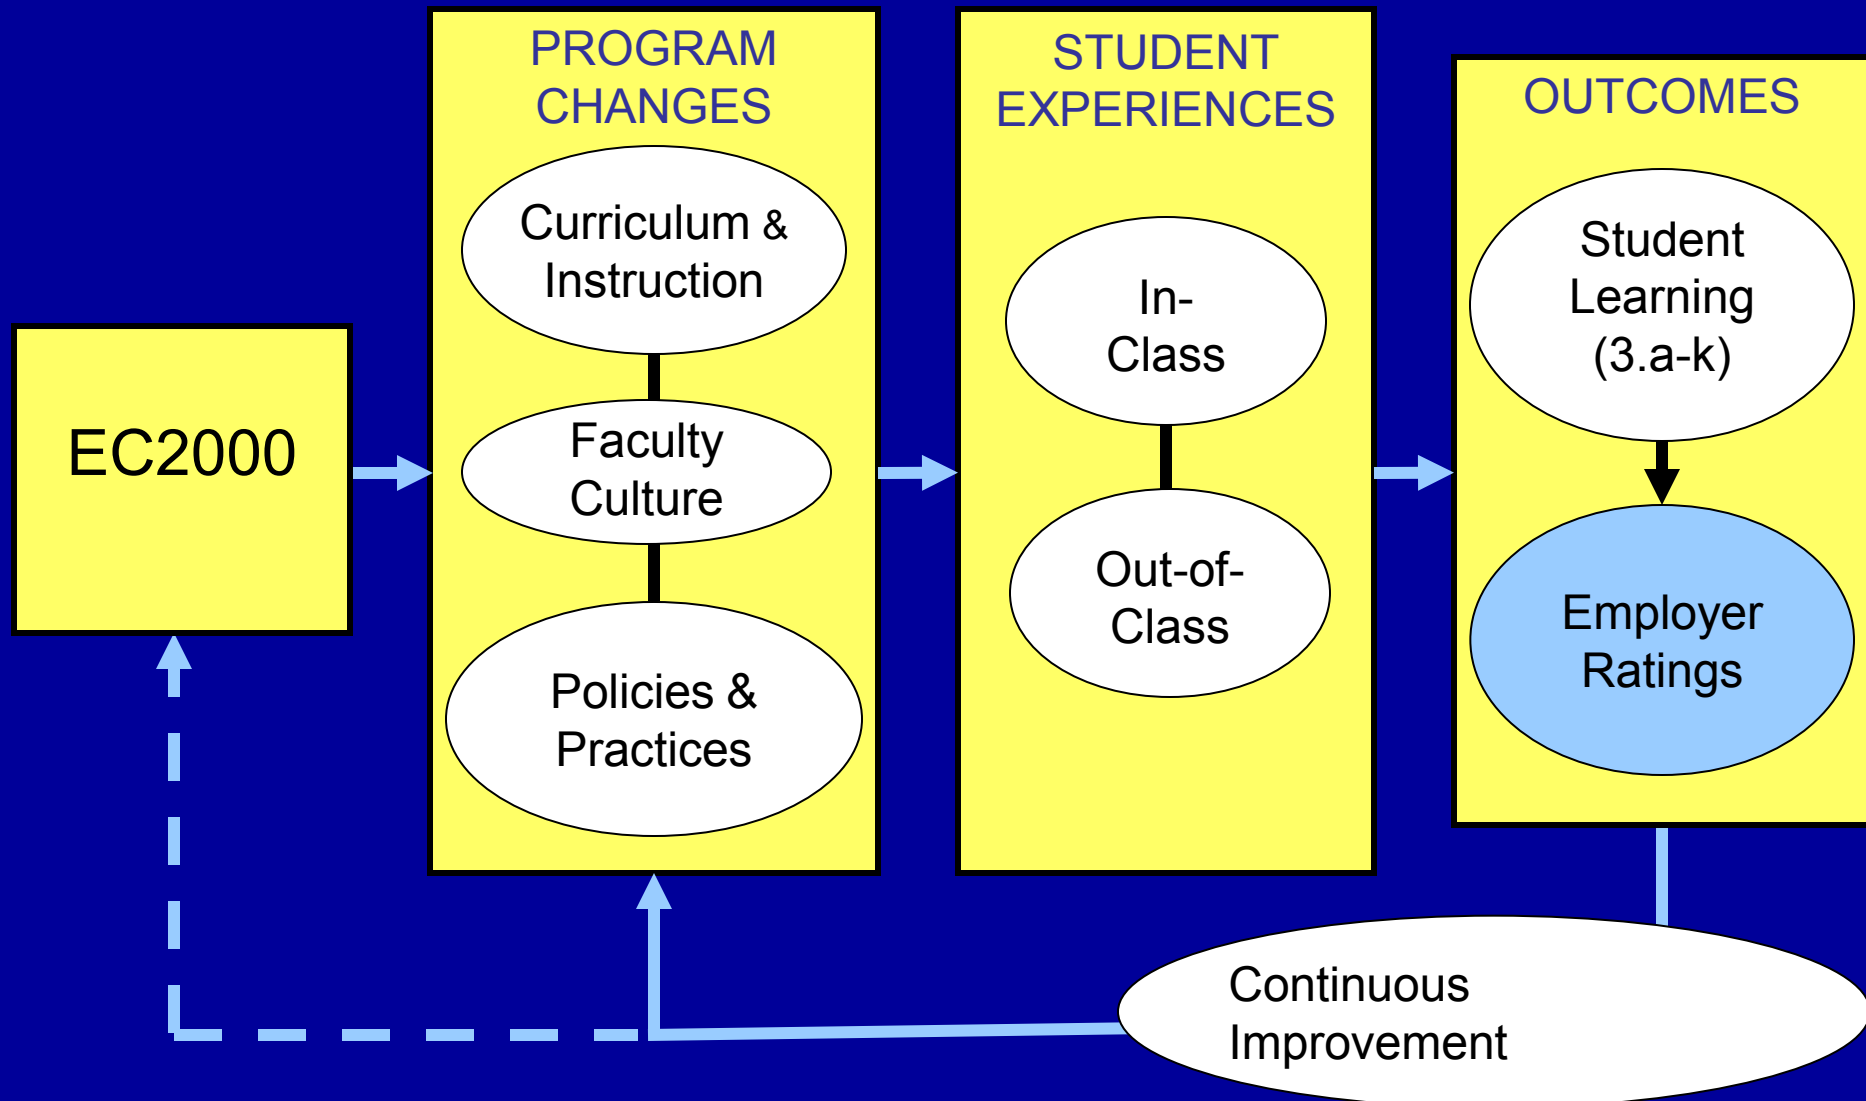 EC2000
PROGRAM
CHANGES
Curriculum &
Instruction
Faculty
Culture
Policies &
Practices
STUDENT
EXPERIENCES
In-
Class
Out-of-
Class
OUTCOMES
Student
Learning
(3.a-k)
Employer
Ratings
Continuous
Improvement